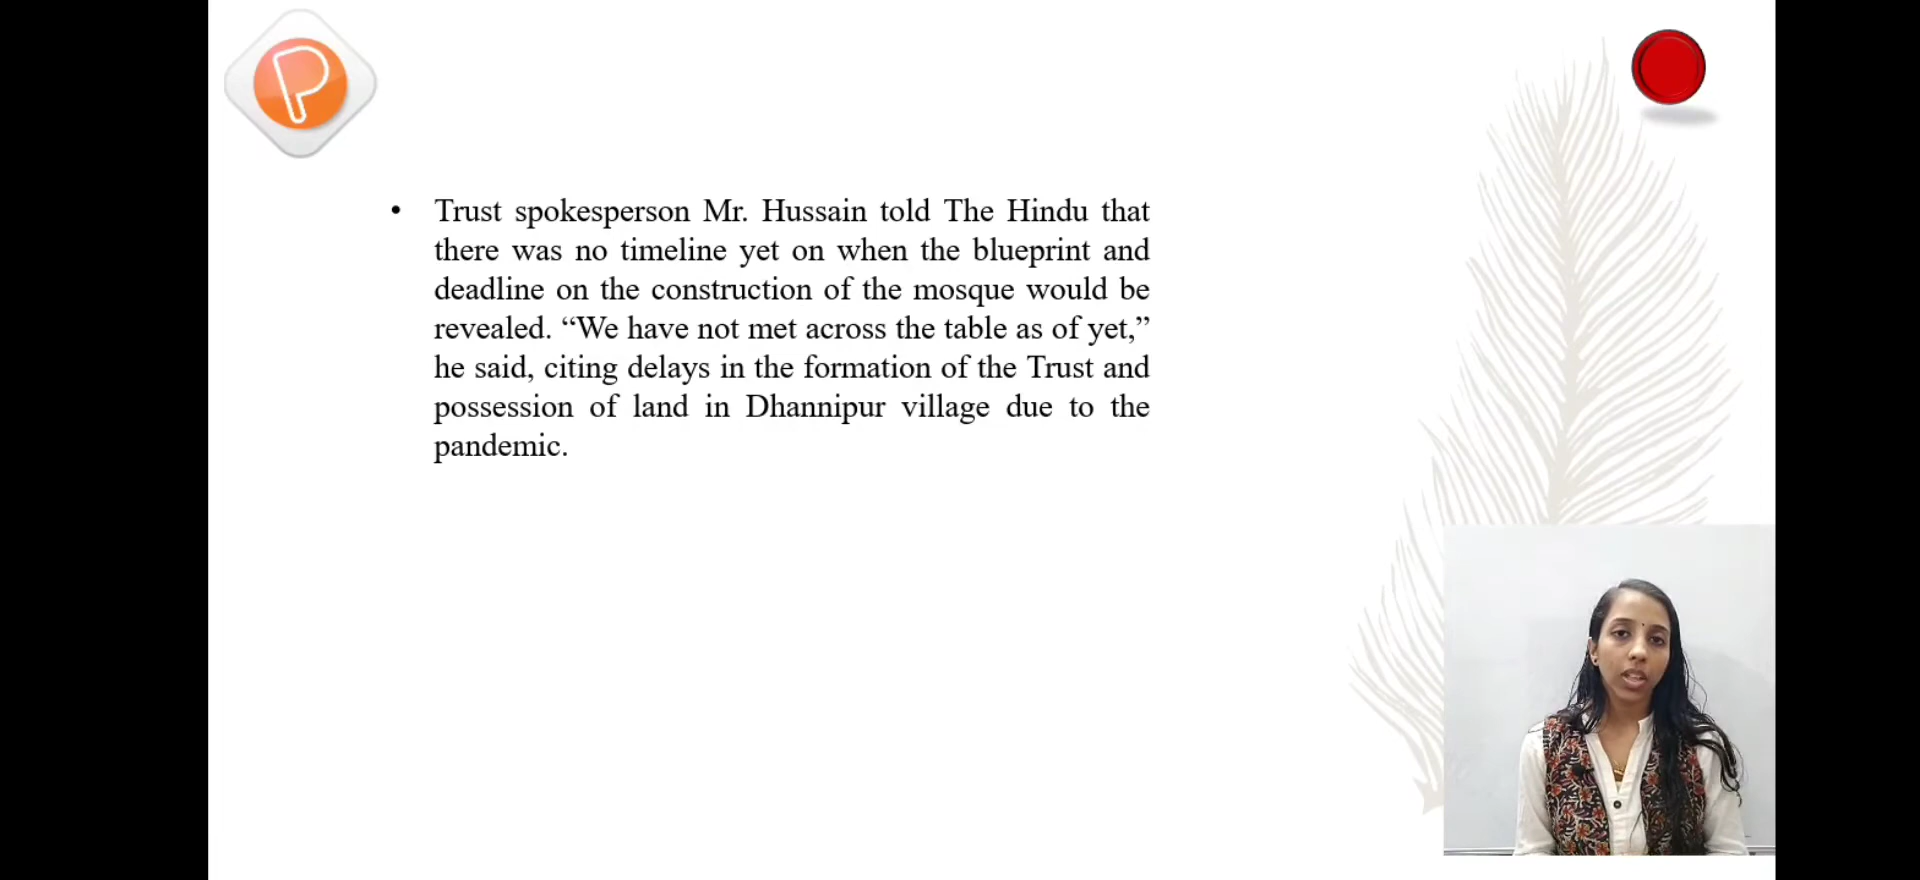 P
• Trust spokesperson Mr. Hussain told The Hindu that
there was no timeline yet on when the blueprint and
deadline on the construction of the mosque would be
revealed. “We have not met across the table as of yet,”
he said, citing delays in the formation of the Trust and
possession of land in Dhannipur village due to the
pandemic.